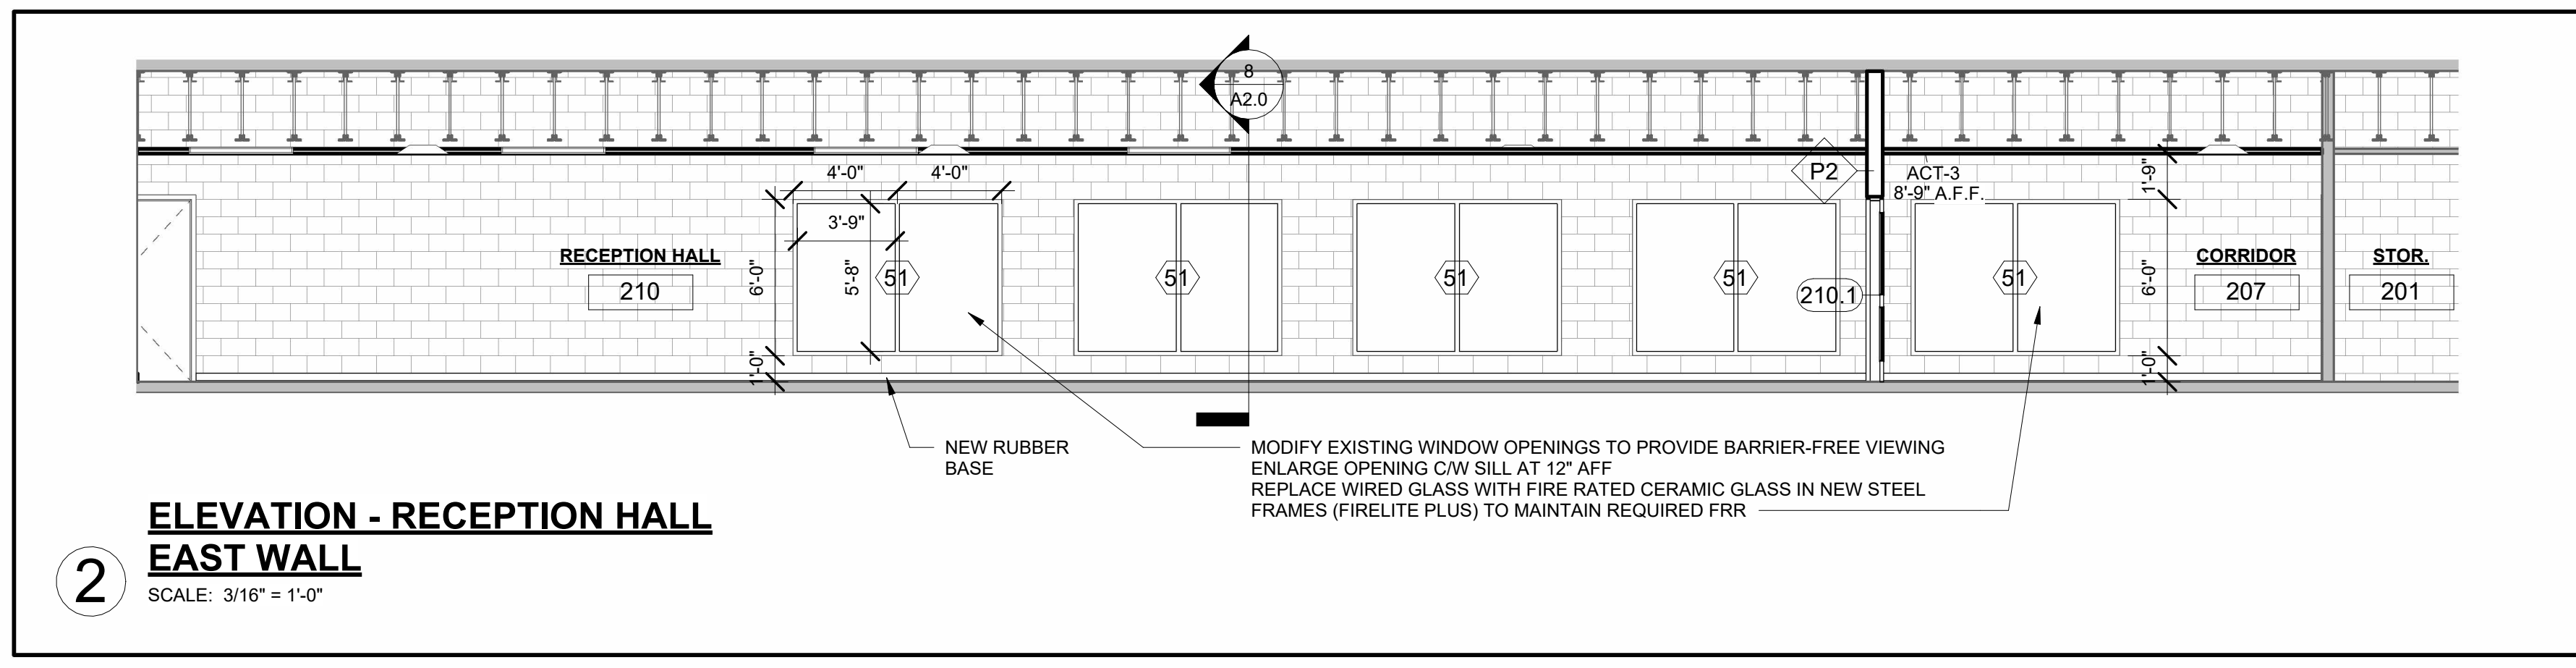 8
A2.0
4'-0"
4'-0"
3'-9"
6'-0"
5'-8"
1'-0"
RECEPTION HALL
210
51
51
51
51
51
P2
210.1
ACT-3
8'-9" A.F.F.
1'-9"
6'-0"
1'-0"
CORRIDOR
207
STOR.
201
NEW RUBBER
BASE
MODIFY EXISTING WINDOW OPENINGS TO PROVIDE BARRIER-FREE VIEWING
ENLARGE OPENING C/W SILL AT 12" AFF
REPLACE WIRED GLASS WITH FIRE RATED CERAMIC GLASS IN NEW STEEL
FRAMES (FIRELITE PLUS) TO MAINTAIN REQUIRED FRR
2
ELEVATION - RECEPTION HALL
EAST WALL
SCALE: 3/16" = 1'-0"